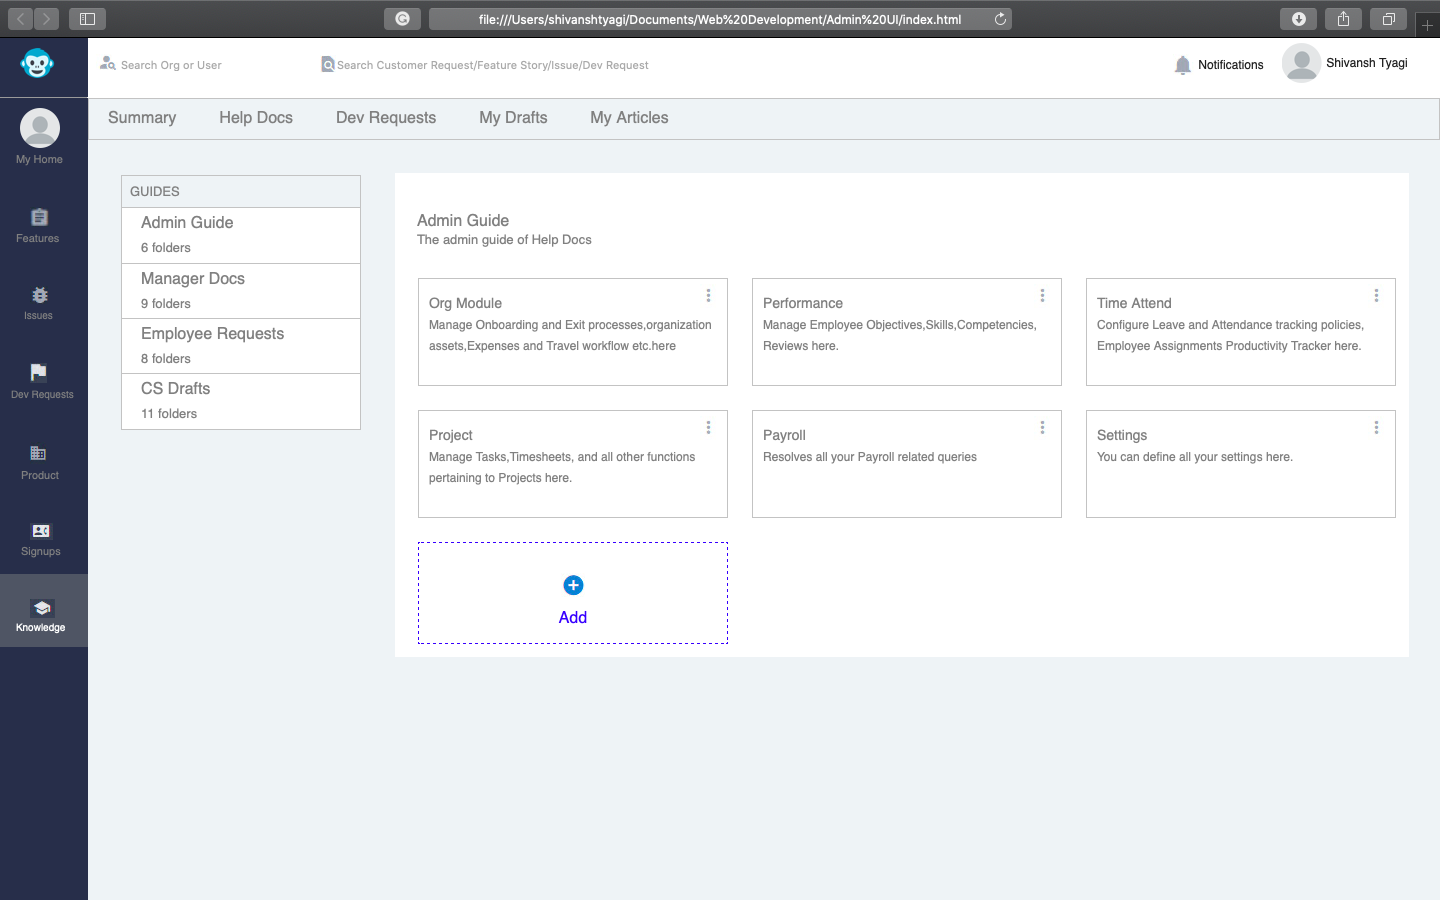 file:///Users/shivanshtyagi/Documents/Web%20Development/Admin%20UI/index.html
Search Org or User
Search Customer Request/Feature Story/Issue/Dev Request
Notifications
Shivansh Tyagi
My Home
Features
Issues
Dev Requests
Product
Signups
Knowledge
Summary
Help Docs
Dev Requests
My Drafts
My Articles
GUIDES
Admin Guide
6 folders
Manager Docs
9 folders
Employee Requests
8 folders
CS Drafts
11 folders
Admin Guide
The admin guide of Help Docs
Org Module
Manage Onboarding and Exit processes,organization
assets,Expenses and Travel workflow etc.here
Performance
Manage Employee Objectives,Skills,Competencies,
Reviews here.
Time Attend
Configure Leave and Attendance tracking policies,
Employee Assignments Productivity Tracker here.
Project
Manage Tasks,Timesheets, and all other functions
pertaining to Projects here.
Payroll
Resolves all your Payroll related queries
Settings
You can define all your settings here.
Add